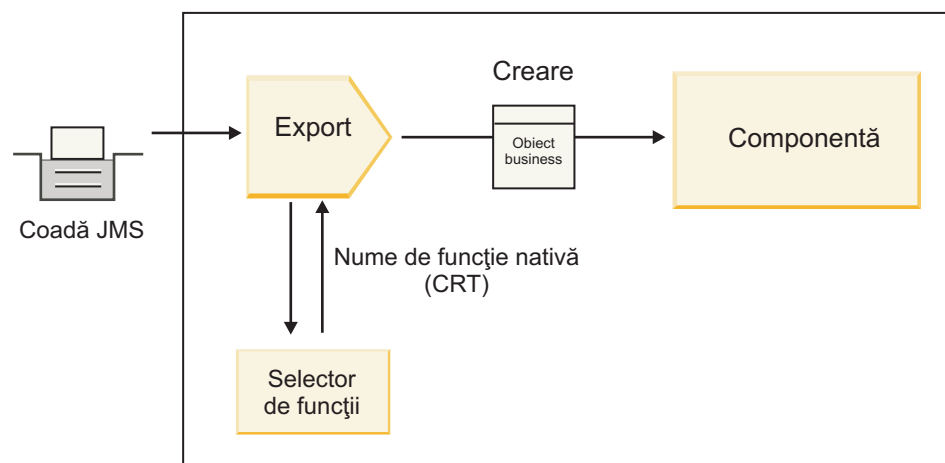 Creare
Export
Obiect
business
Componentă
Coadă JMS
Nume de funcţie nativă
(CRT)
Selector
de funcţii